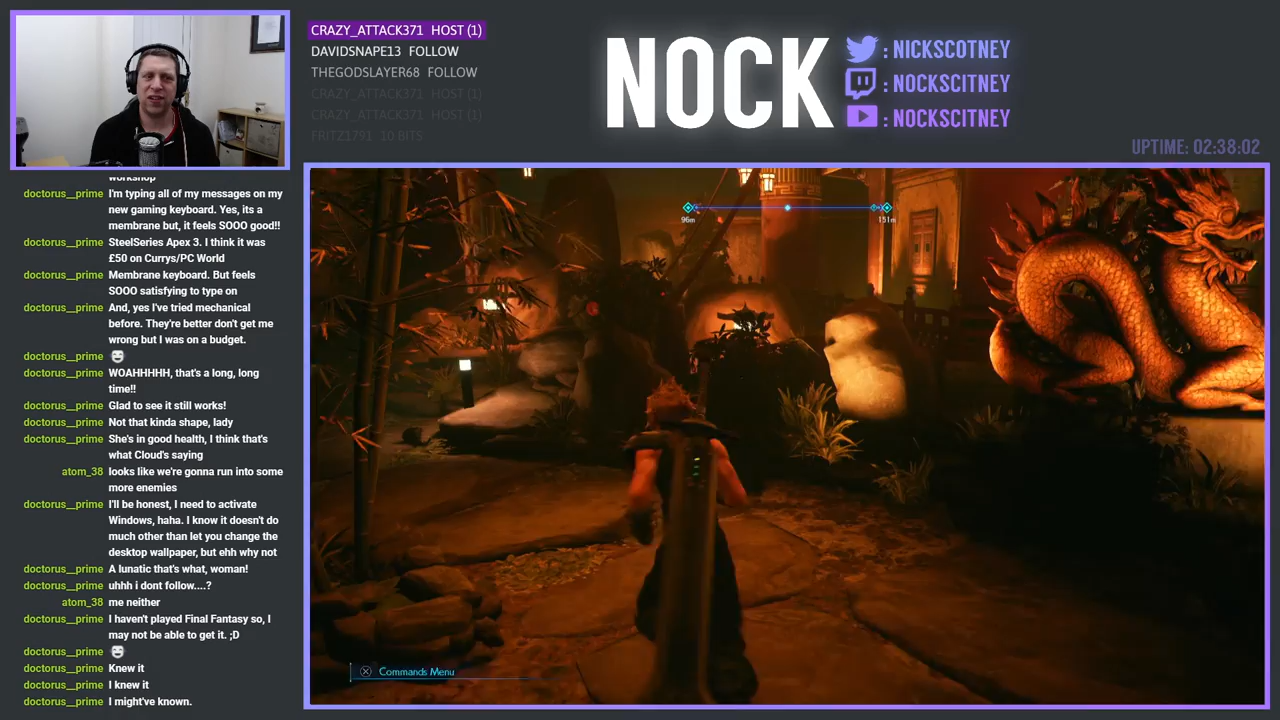 CRAZY_ATTACK371 HOST (1)
DAVIDSNAPE13 FOLLOW
THEGODSLAYER68 FOLLOW
CRAZY_ATTACK371 HOST (1)
CRAZY_ATTACK371 HOST (1)
FRITZ1791 10 BITS
NOCK
: NICKSCOTNEY
: NOCKSCITNEY
: NOCKSCITNEY
UPTIME: 02:38:02
workshop
doctorus__prime I'm typing all of my messages on my
new gaming keyboard. Yes, its a
membrane but, it feels SOOO good!!
doctorus__prime SteelSeries Apex 3. I think it was
£50 on Currys/PC World
doctorus__prime Membrane keyboard. But feels
SOOO satisfying to type on
doctorus__prime And, yes I've tried mechanical
before. They're better don't get me
wrong but I was on a budget.
doctorus__prime
doctorus__prime WOAHHHHH, that's a long, long
time!!
doctorus__prime Glad to see it still works!
doctorus__prime Not that kinda shape, lady
doctorus__prime She's in good health, I think that's
what Cloud's saying
atom_38 looks like we're gonna run into some
more enemies
doctorus__prime I'll be honest, I need to activate
Windows, haha. I know it doesn't do
much other than let you change the
desktop wallpaper, but ehh why not
doctorus__prime A lunatic that's what, woman!
doctorus__prime uhhh i dont follow....?
atom_38 me neither
doctorus__prime I haven't played Final Fantasy so, I
may not be able to get it. ;D
doctorus__prime
doctorus__prime Knew it
doctorus__prime I knew it
doctorus__prime I might've known.
96m
151m
Commands Menu